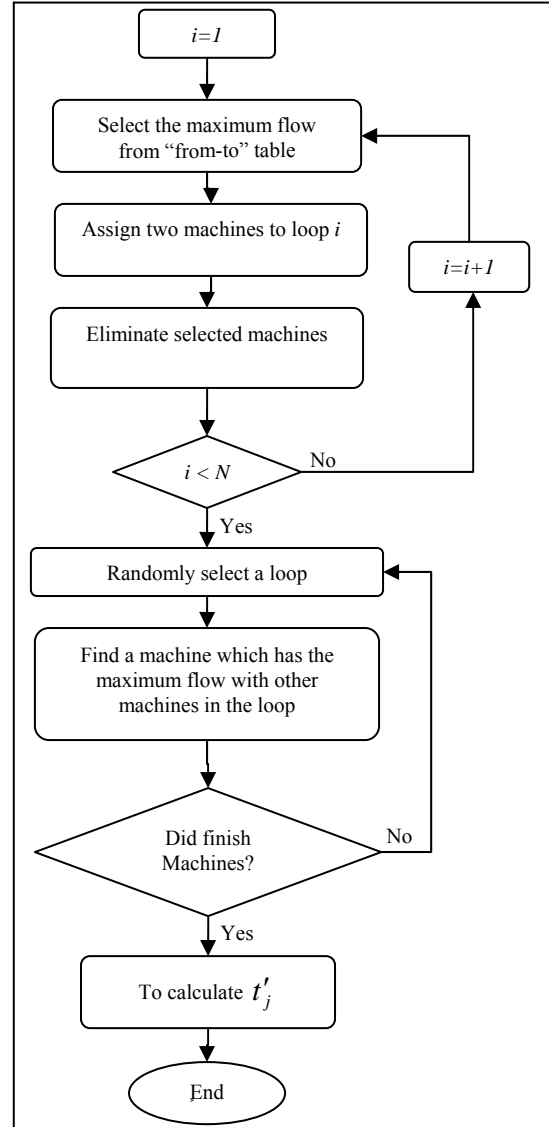 i=1
Select the maximum flow
from “from-to” table
Assign two machines to loop i
i=i+1
Eliminate selected machines
i < N
No
Yes
Randomly select a loop
Find a machine which has the
maximum flow with other
machines in the loop
Did finish
Machines?
No
Yes
To calculate t′j
End